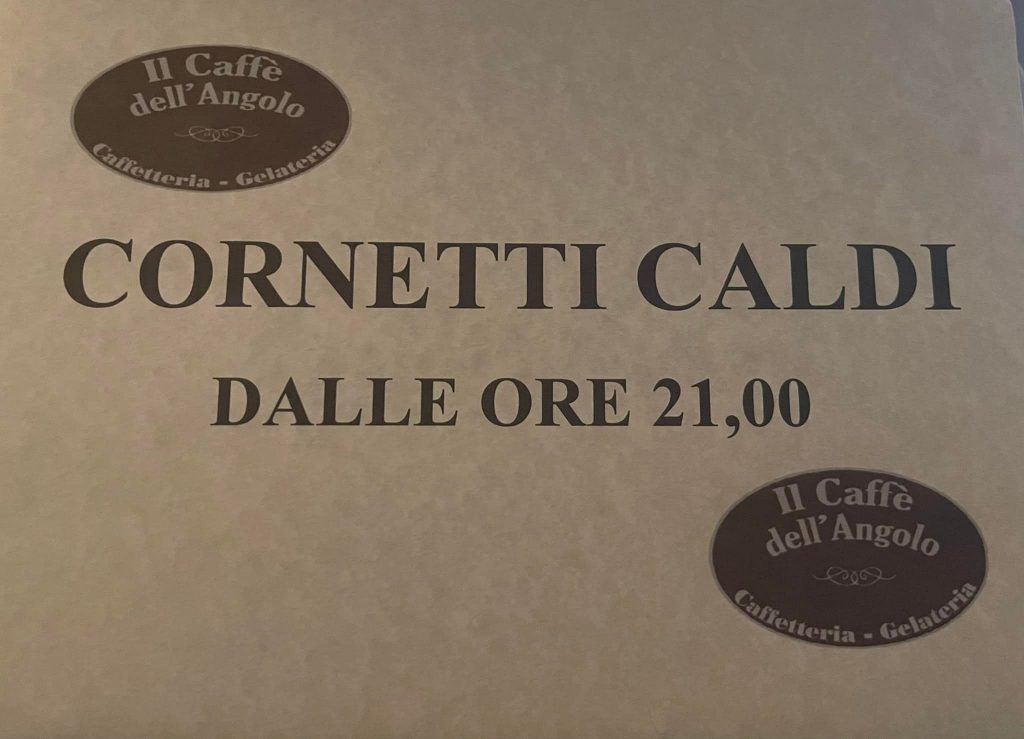 Il Caffè
dell'Angolo
Caffetteria - Gelateria
CORNETTI CALDI
DALLE ORE 21,00
Il Caffè
dell'Angolo
Caffetteria - Gelateria